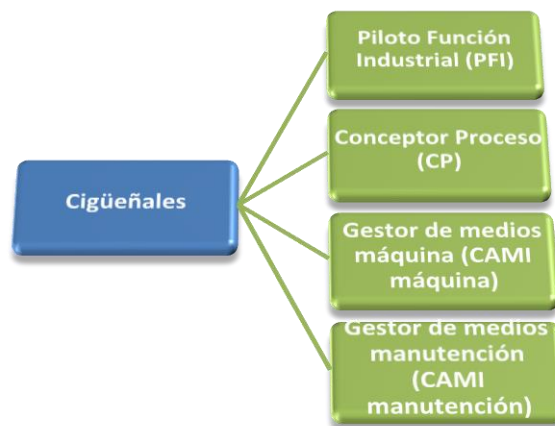 Piloto Función
Industrial (PFI)
Conceptor Proceso
(CP)
Cigüeñales
Gestor de medios
máquina (CAMI
máquina)
Gestor de medios
manutención
(CAMI
manutención)